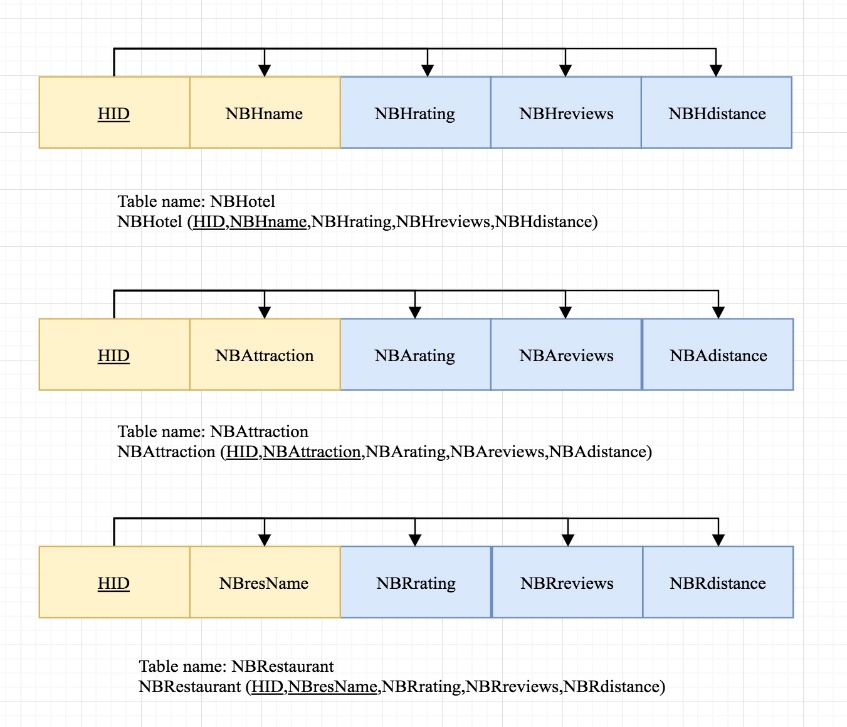 HID NBHname NBHrating NBHreviews NBHdistance
Table name: NBHotel
NBHotel (HID,NBHname,NBHrating,NBHreviews,NBHdistance)
HID NBAttraction NBArating NBAreviews NBAdistance
Table name: NBAttraction
NBAttraction (HID,NBAttraction,NBArating,NBAreviews,NBAdistance)
HID NBresName NBRrating NBRreviews NBRdistance
Table name: NBRestaurant
NBRestaurant (HID,NBresName,NBRrating,NBRreviews,NBRdistance)